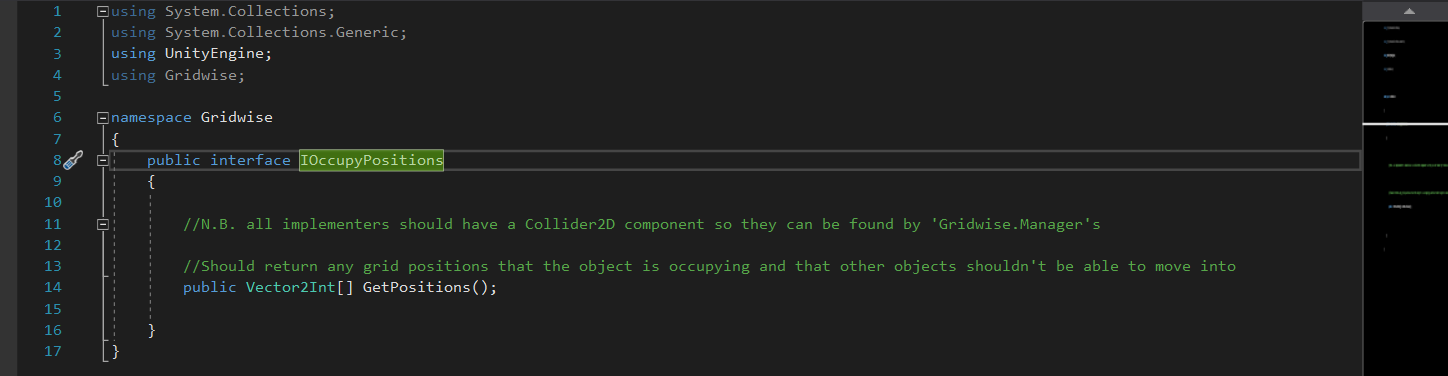 1 using System.Collections;
2 using System.Collections.Generic;
3 using UnityEngine;
4 using Gridwise;
5
6 namespace Gridwise
7 {
8 public interface IOccupyPositions
9 {
10
11 //N.B. all implementers should have a Collider2D component so they can be found by 'Gridwise.Manager's
12
13 //Should return any grid positions that the object is occupying and that other objects shouldn't be able to move into
14 public Vector2Int[] GetPositions();
15
16 }
17 }